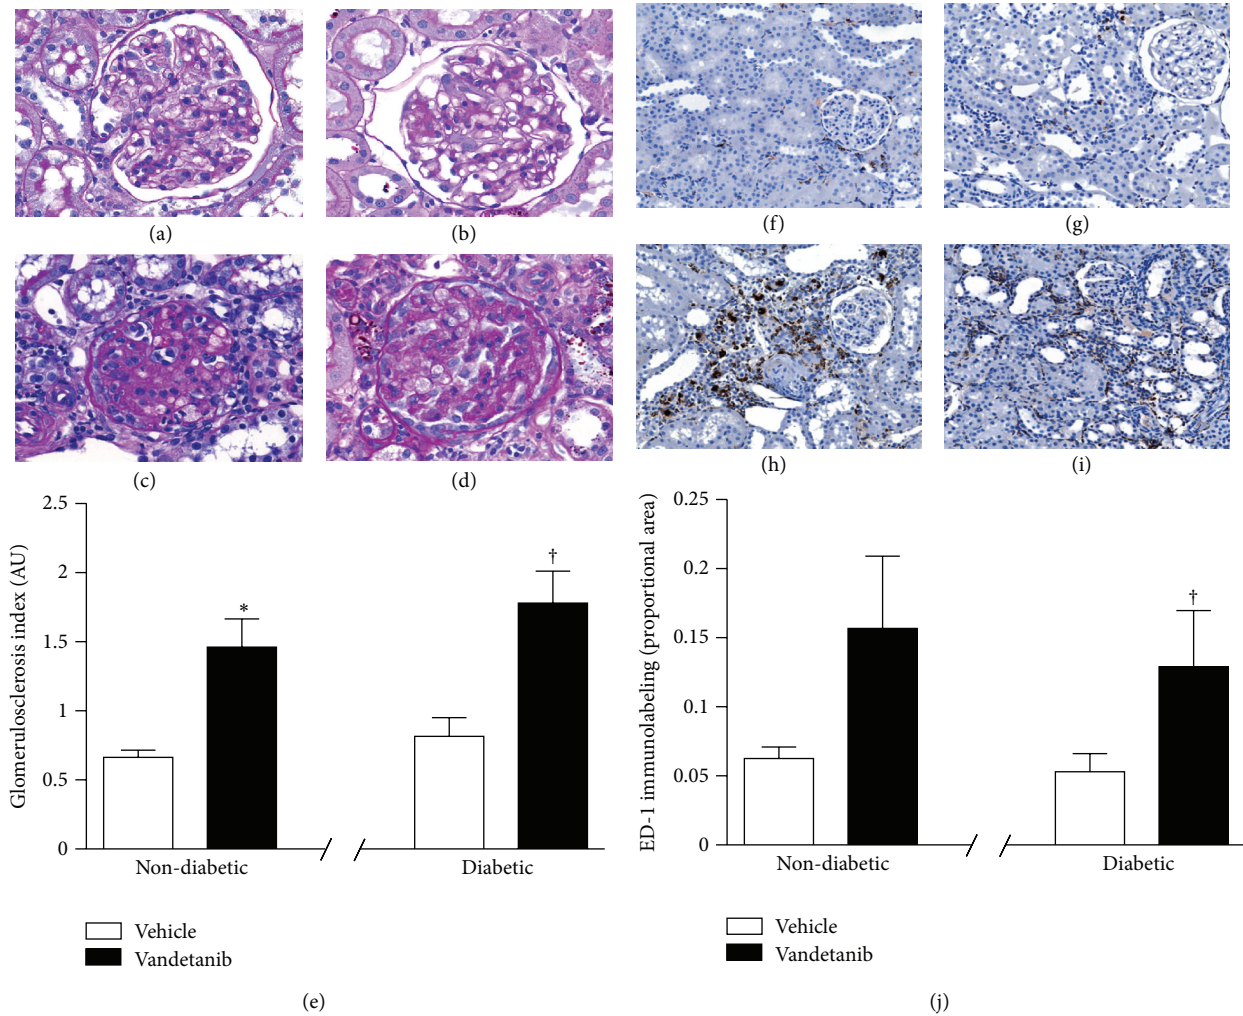 (a)
(b)
(f)
(g)
(c)
(d)
(h)
(i)
Glomerulosclerosis index (AU)
2.5
2
1.5
1
0.5
0
*
†
Non-diabetic
Diabetic
Vehicle
Vandetanib
(e)
ED-1 immunolabeling (proportional area)
0.25
0.2
0.15
0.1
0.05
0
†
Non-diabetic
Diabetic
Vehicle
Vandetanib
(j)